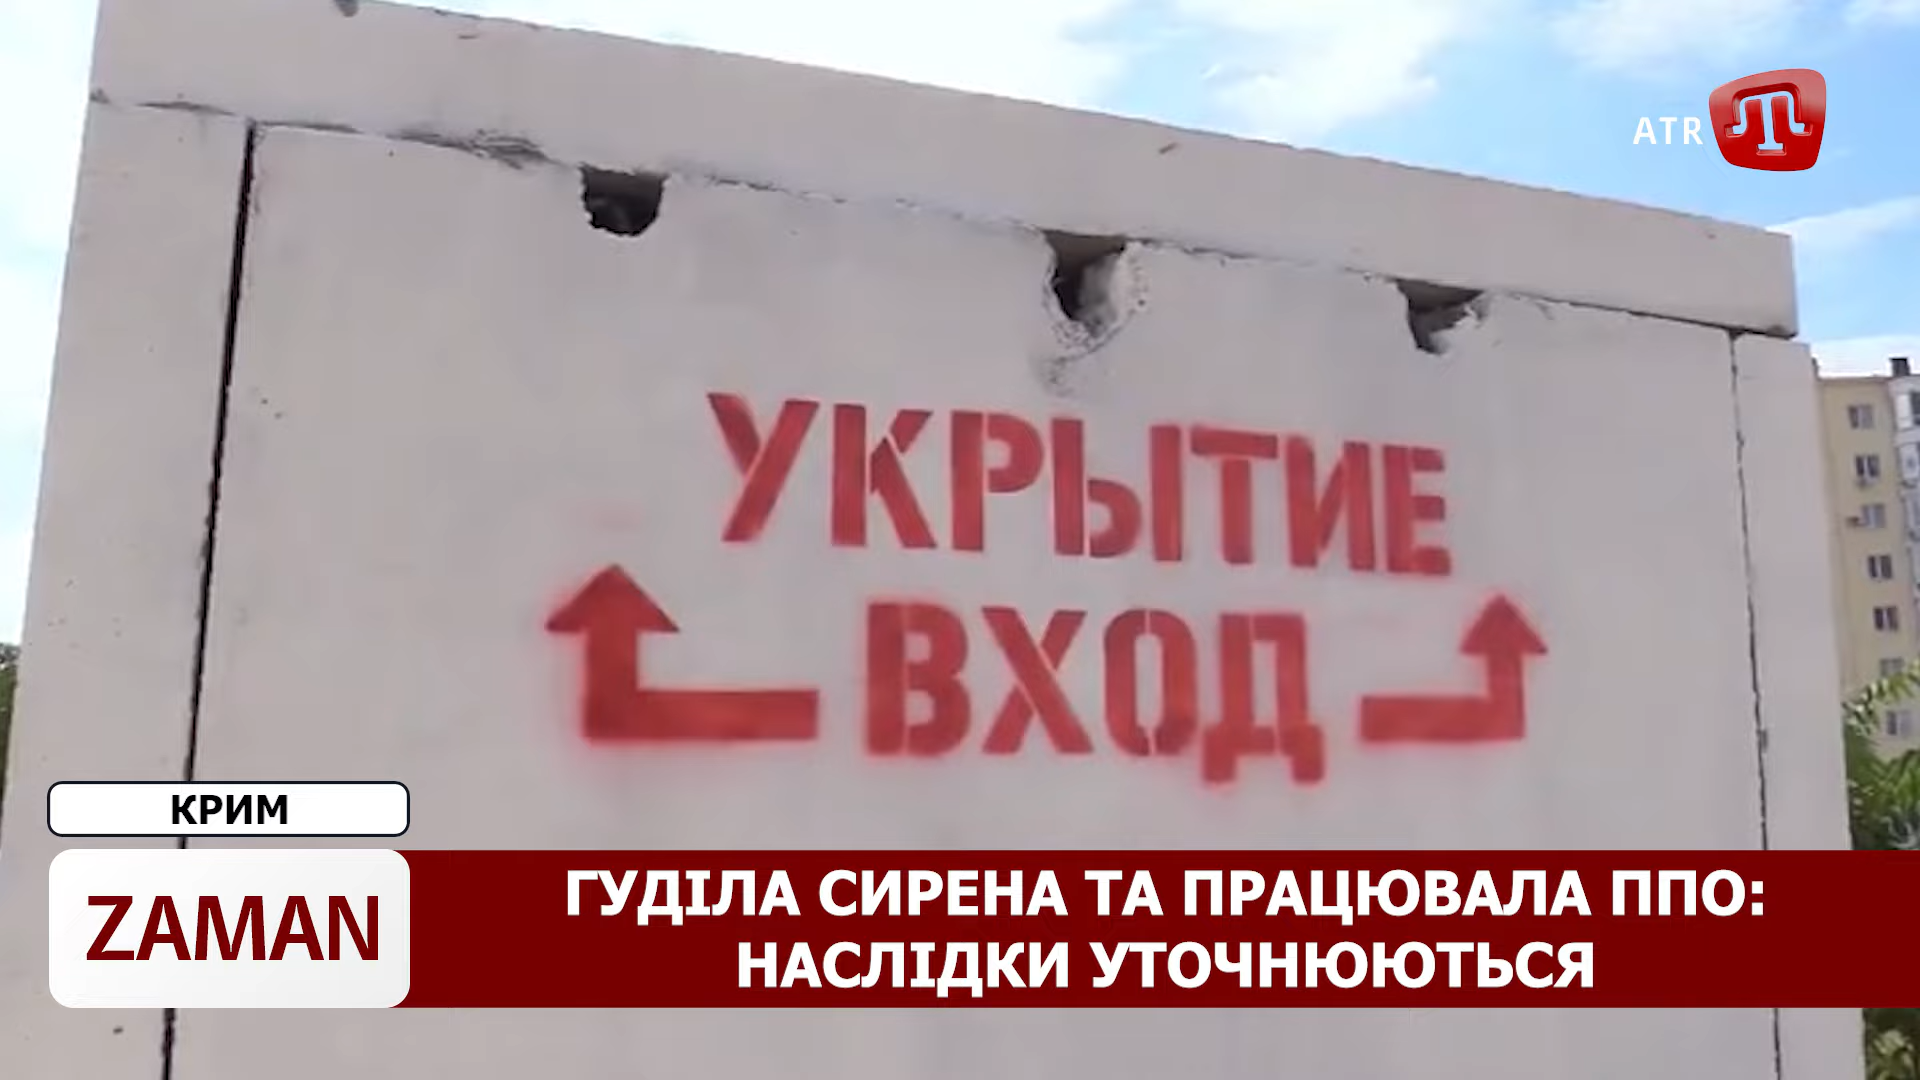 ATR
УКРЫТИЕ
ВХОД
КРИМ
ZAMAN
ГУДІЛА СИРЕНА ТА ПРАЦЮВАЛА ППО:
НАСЛІДКИ УТОЧНЮЮТЬСЯ